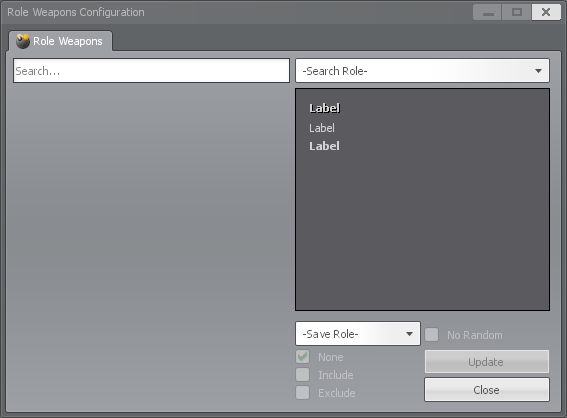 Role Weapons Configuration
Role Weapons
Search...
-Search Role-
Label
Label
Label
-Save Role-
No Random
None
Include
Exclude
Update
Close